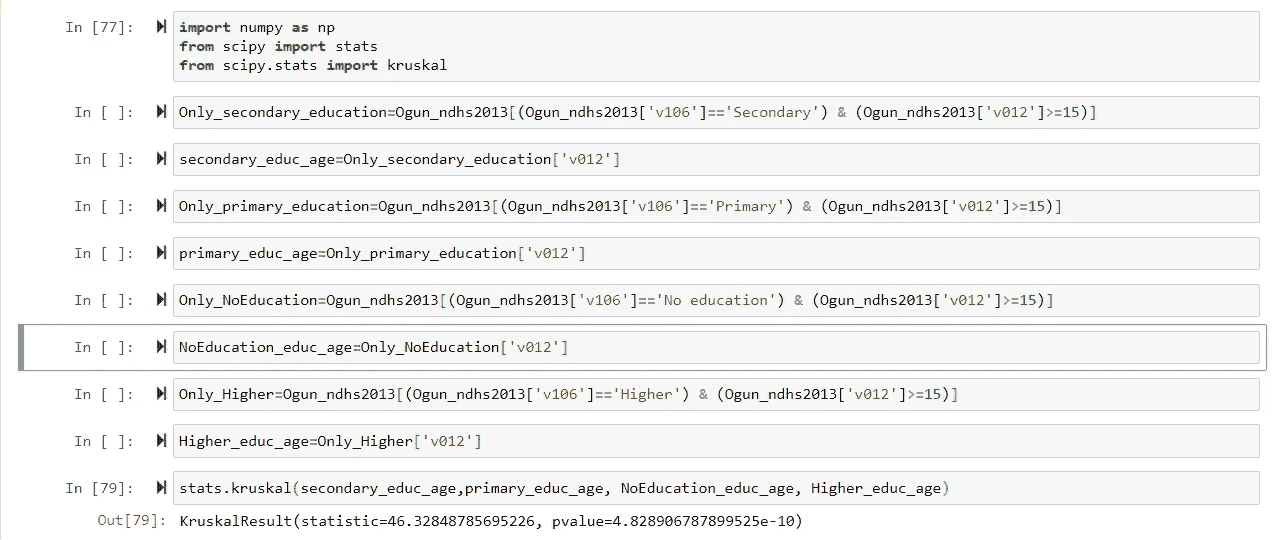 In [77]:
import numpy as np
from scipy import stats
from scipy.stats import kruskal
In [ ]: Only_secondary_education=Ogun_ndhs2013[(Ogun_ndhs2013['v106']=='Secondary') & (Ogun_ndhs2013['v012']>=15)]
In [ ]: secondary_educ_age=Only_secondary_education['v012']
In [ ]: Only_primary_education=Ogun_ndhs2013[(Ogun_ndhs2013['v106']=='Primary') & (Ogun_ndhs2013['v012']>=15)]
In [ ]: primary_educ_age=Only_primary_education['v012']
In [ ]: Only_NoEducation=Ogun_ndhs2013[(Ogun_ndhs2013['v106']=='No education') & (Ogun_ndhs2013['v012']>=15)]
In [ ]: NoEducation_educ_age=Only_NoEducation['v012']
In [ ]: Only_Higher=Ogun_ndhs2013[(Ogun_ndhs2013['v106']=='Higher') & (Ogun_ndhs2013['v012']>=15)]
In [ ]: Higher_educ_age=Only_Higher['v012']
In [79]: stats.kruskal(secondary_educ_age,primary_educ_age, NoEducation_educ_age, Higher_educ_age)
Out[79]: KruskalResult(statistic=46.32848785695226, pvalue=4.828906787899525e-10)